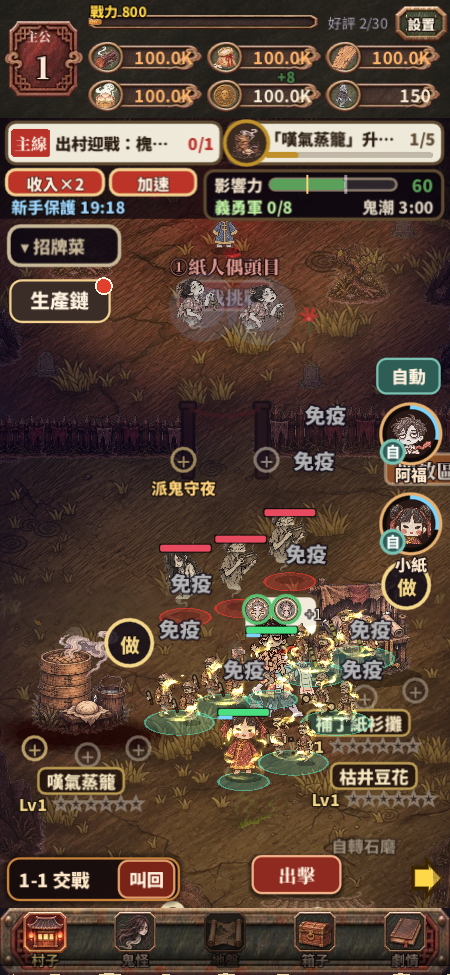 戰力 800
主公
1
好評 2/30
設置
100.0K
100.0K
100.0K
+8
100.0K
100.0K
150
主線 出村迎戰：槐… 0/1
「嘆氣蒸籠」升… 1/5
收入×2
加速
影響力 60
新手保護 19:18
義勇軍 0/8
鬼潮 3:00
▼招牌菜
①紙人偶頭目
生產鏈
自動
免疫
免疫
自
阿福
派鬼守夜
免疫
自
小紙
免疫
做
+1
免疫
免疫
做
免疫
免疫
補丁紙衫攤
嘆氣蒸籠
枯井豆花
Lv1
Lv1
自轉石磨
1-1 交戰
叫回
出擊
村子
鬼怪
地盤
箱子
劇情